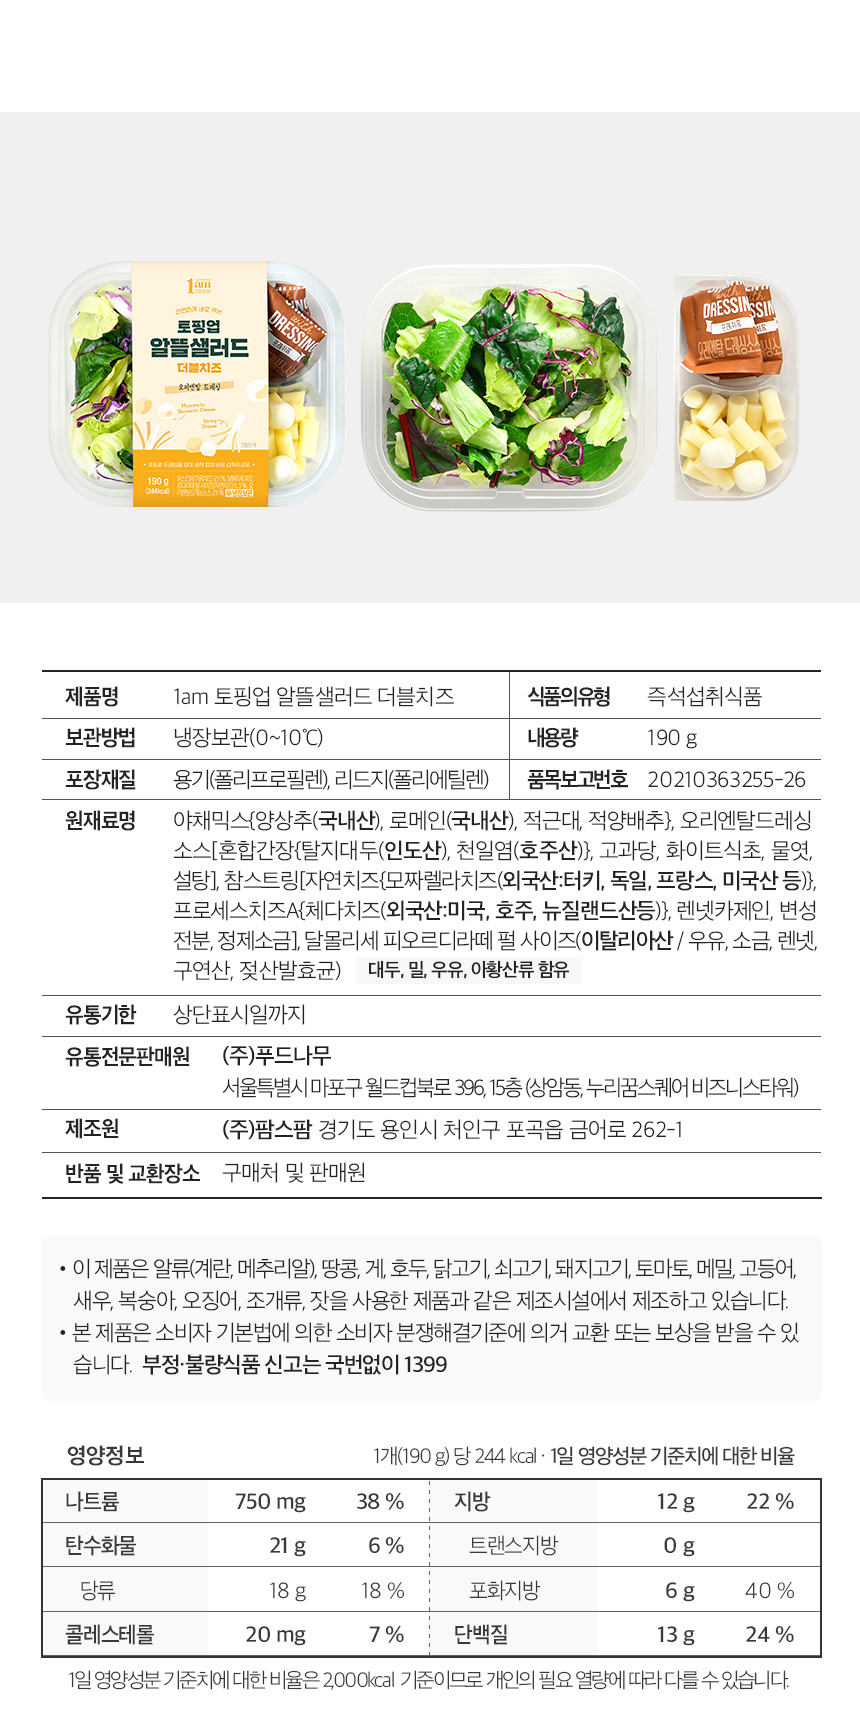 1am
간편하게 바로 먹는
토핑업
알뜰샐러드
더블치즈
오리엔탈 드레싱
Mozzarella
Bocconcini Cheese
String
Cheese
190 g
(244kcal)
냉장보관
with
DRESSING
프레쉬용
DRESSING
with
프레쉬용
오리엔탈 드레싱소스
제품명 1am 토핑업 알뜰샐러드 더블치즈 식품의유형 즉석섭취식품
보관방법 냉장보관(0~10℃) 내용량 190 g
포장재질 용기(폴리프로필렌), 리드지(폴리에틸렌) 품목보고번호 20210363255-26
원재료명 야채믹스{양상추(국내산), 로메인(국내산), 적근대, 적양배추}, 오리엔탈드레싱
소스[혼합간장{탈지대두(인도산), 천일염(호주산)}, 고과당, 화이트식초, 물엿,
설탕], 참스트링[자연치즈{모짜렐라치즈(외국산:터키, 독일, 프랑스, 미국산 등)},
프로세스치즈A{체다치즈(외국산:미국, 호주, 뉴질랜드산등)}, 렌넷카제인, 변성
전분, 정제소금], 달몰리세 피오르디라떼 펄 사이즈(이탈리아산 / 우유, 소금, 렌넷,
구연산, 젖산발효균) 대두, 밀, 우유, 아황산류 함유
유통기한 상단표시일까지
유통전문판매원 (주)푸드나무
서울특별시 마포구 월드컵북로 396, 15층 (상암동, 누리꿈스퀘어 비즈니스타워)
제조원 (주)팜스팜 경기도 용인시 처인구 포곡읍 금어로 262-1
반품 및 교환장소 구매처 및 판매원
• 이 제품은 알류(계란, 메추리알), 땅콩, 게, 호두, 닭고기, 쇠고기, 돼지고기, 토마토, 메밀, 고등어,
새우, 복숭아, 오징어, 조개류, 잣을 사용한 제품과 같은 제조시설에서 제조하고 있습니다.
• 본 제품은 소비자 기본법에 의한 소비자 분쟁해결기준에 의거 교환 또는 보상을 받을 수 있
습니다. 부정·불량식품 신고는 국번없이 1399
영양정보 1개(190 g) 당 244 kcal · 1일 영양성분 기준치에 대한 비율
나트륨 750 mg 38 % 지방 12 g 22 %
탄수화물 21 g 6 % 트랜스지방 0 g
당류 18 g 18 % 포화지방 6 g 40 %
콜레스테롤 20 mg 7 % 단백질 13 g 24 %
1일 영양성분 기준치에 대한 비율은 2,000kcal 기준이므로 개인의 필요 열량에 따라 다를 수 있습니다.